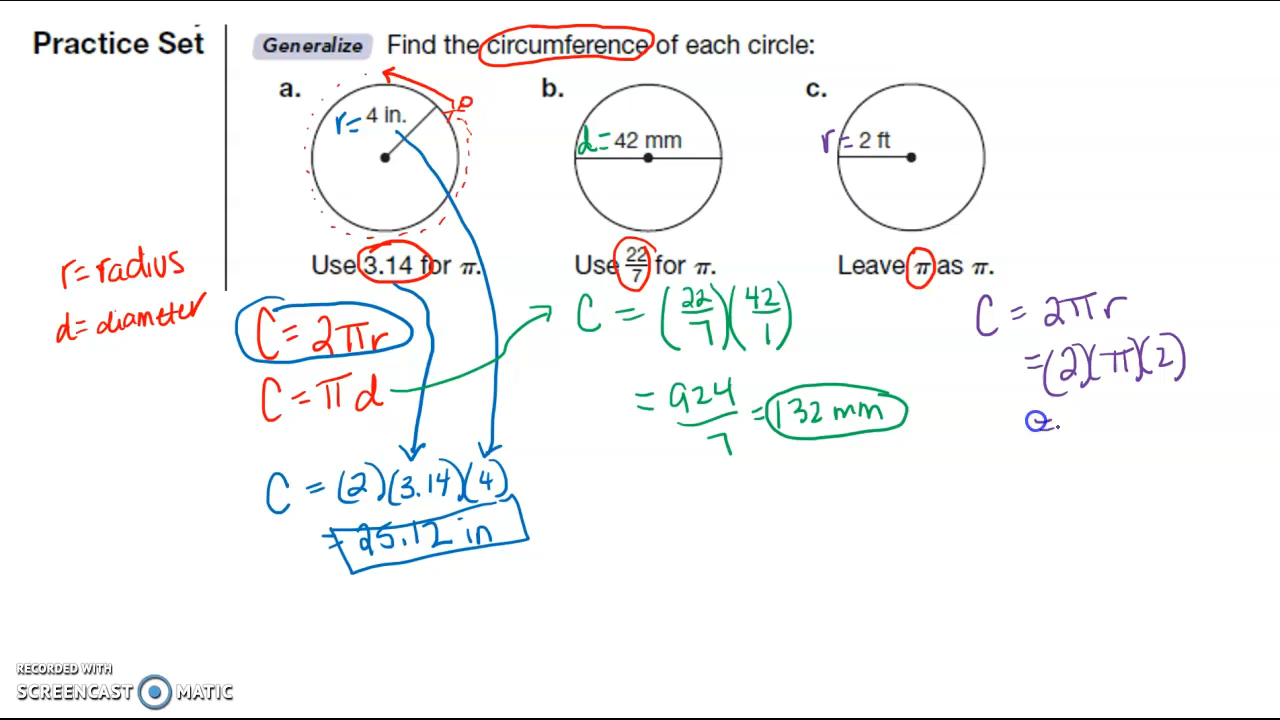 Practice Set
Generalize Find the circumference of each circle:
a.
r= 4 in.
Use 3.14 for π.
b.
d= 42 mm
Use 22/7 for π.
c.
r= 2 ft
Leave π as π.
r= radius
d= diameter
C = 2πr
C = πd
C = (2)(3.14)(4)
= 25.12 in
C = (22/7)(42/1)
= 924/7 = 132 mm
C = 2πr
= (2)(π)(2)
RECORDED WITH
SCREENCAST MATIC